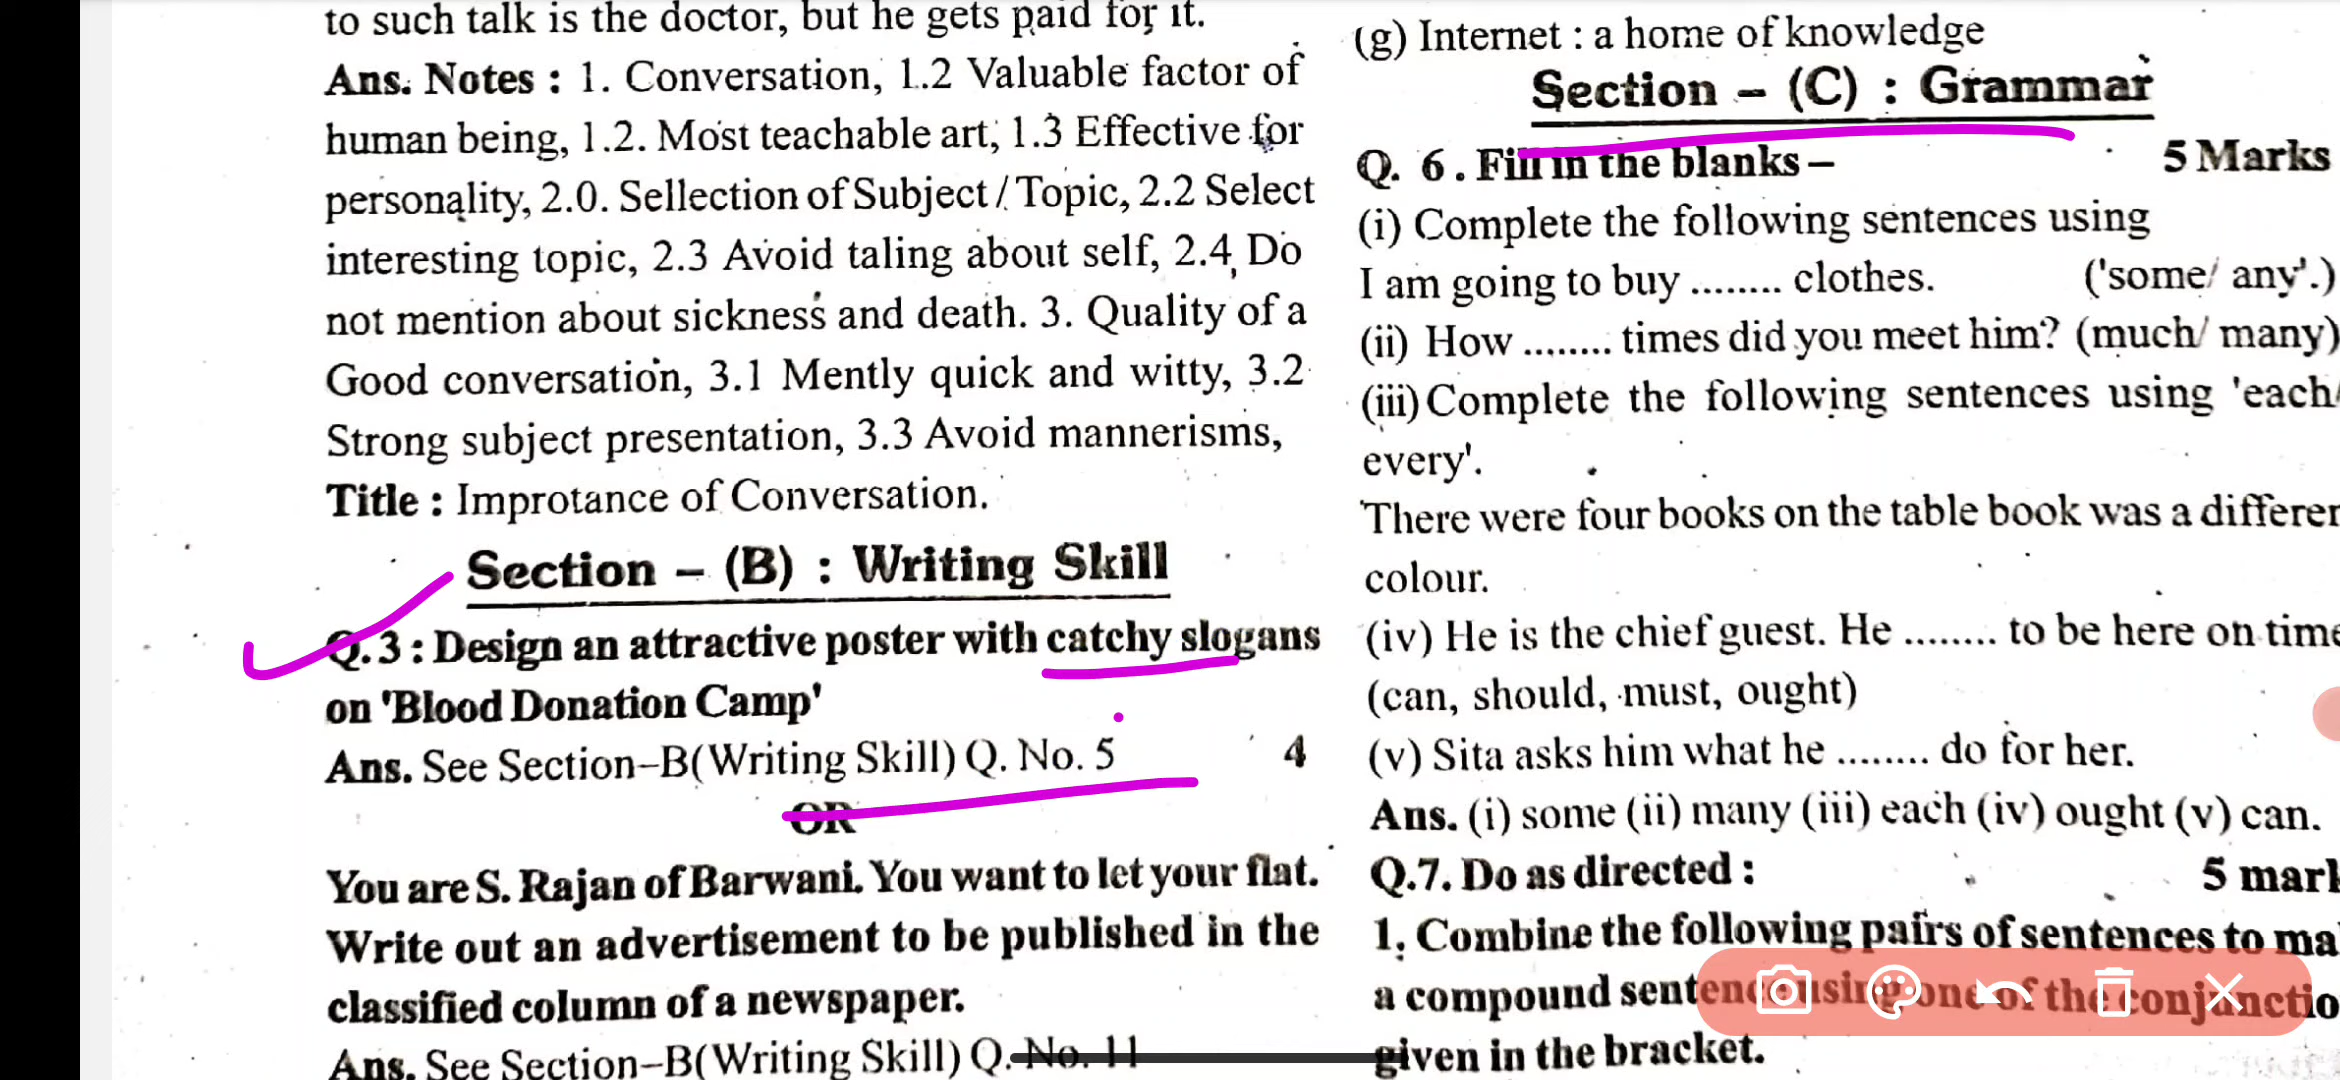 to such talk is the doctor, but he gets paid for it.
Ans. Notes : 1. Conversation, 1.2 Valuable factor of
human being, 1.2. Most teachable art, 1.3 Effective for
personality, 2.0. Sellection of Subject / Topic, 2.2 Select
interesting topic, 2.3 Avoid taling about self, 2.4, Do
not mention about sickness and death. 3. Quality of a
Good conversation, 3.1 Mently quick and witty, 3.2
Strong subject presentation, 3.3 Avoid mannerisms,
Title : Improtance of Conversation.
Section – (B) : Writing Skill
Q.3 : Design an attractive poster with catchy slogans
on 'Blood Donation Camp'
Ans. See Section–B(Writing Skill) Q. No. 5 4
OR
You are S. Rajan of Barwani. You want to let your flat.
Write out an advertisement to be published in the
classified column of a newspaper.
Ans. See Section–B(Writing Skill) Q. No. 11
(g) Internet : a home of knowledge
Section – (C) : Grammar
Q. 6. Fill in the blanks – 5 Marks
(i) Complete the following sentences using
I am going to buy ........ clothes. ('some/ any'.)
(ii) How ........ times did you meet him? (much/ many)
(iii) Complete the following sentences using 'each/
every'.
There were four books on the table book was a differen
colour.
(iv) He is the chief guest. He ........ to be here on time
(can, should, must, ought)
(v) Sita asks him what he ........ do for her.
Ans. (i) some (ii) many (iii) each (iv) ought (v) can.
Q.7. Do as directed : 5 mark
1. Combine the following pairs of sentences to ma
a compound sentence using one of the conjunctio
given in the bracket.